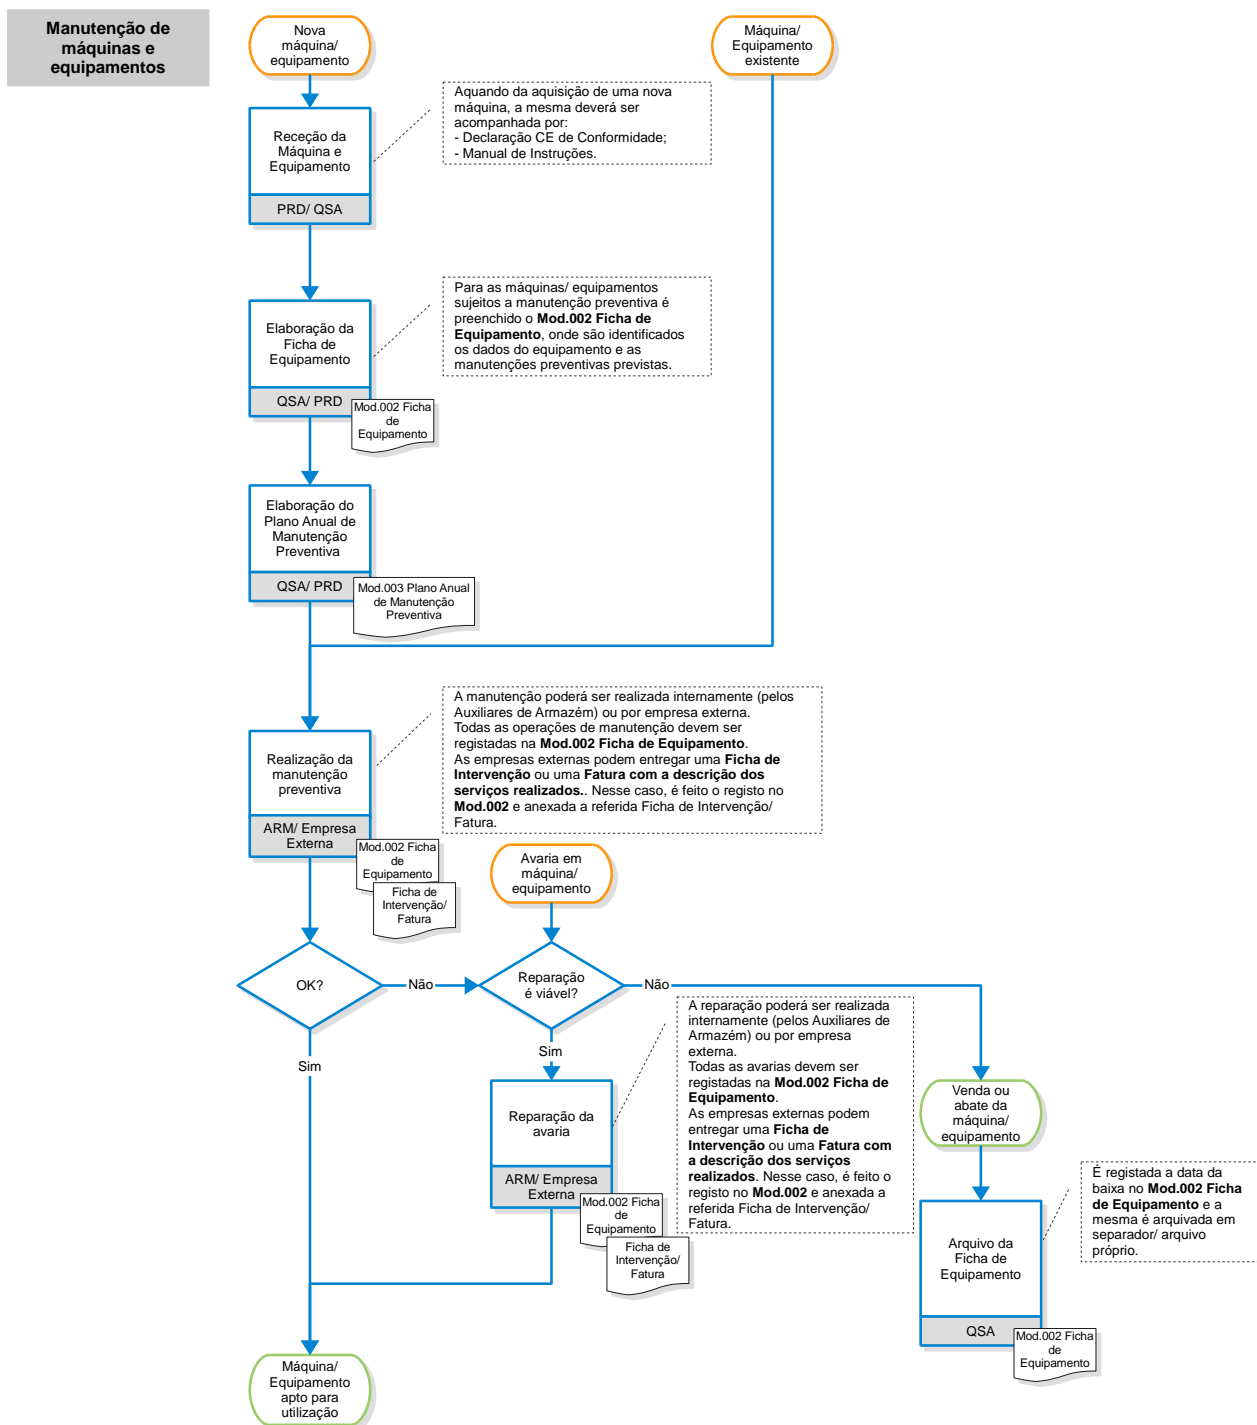 Manutenção de
máquinas e
equipamentos
Nova
máquina/
equipamento
Máquina/
Equipamento
existente
Aquando da aquisição de uma nova
máquina, a mesma deverá ser
acompanhada por:
- Declaração CE de Conformidade;
- Manual de Instruções.
Receção da
Máquina e
Equipamento
PRD/ QSA
Para as máquinas/ equipamentos
sujeitos a manutenção preventiva é
preenchido o Mod.002 Ficha de
Equipamento, onde são identificados
os dados do equipamento e as
manutenções preventivas previstas.
Elaboração da
Ficha de
Equipamento
QSA/ PRD
Mod.002 Ficha
de
Equipamento
Elaboração do
Plano Anual de
Manutenção
Preventiva
QSA/ PRD
Mod.003 Plano Anual
de Manutenção
Preventiva
A manutenção poderá ser realizada internamente (pelos
Auxiliares de Armazém) ou por empresa externa.
Todas as operações de manutenção devem ser
registadas na Mod.002 Ficha de Equipamento.
As empresas externas podem entregar uma Ficha de
Intervenção ou uma Fatura com a descrição dos
serviços realizados.. Nesse caso, é feito o registo no
Mod.002 e anexada a referida Ficha de Intervenção/
Fatura.
Realização da
manutenção
preventiva
ARM/ Empresa
Externa
Mod.002 Ficha
de
Equipamento
Ficha de
Intervenção/
Fatura
Avaria em
máquina/
equipamento
OK?
Não
Reparação
é viável?
Não
Sim
Sim
A reparação poderá ser realizada
internamente (pelos Auxiliares de
Armazém) ou por empresa
externa.
Todas as avarias devem ser
registadas na Mod.002 Ficha de
Equipamento.
As empresas externas podem
entregar uma Ficha de
Intervenção ou uma Fatura com
a descrição dos serviços
realizados. Nesse caso, é feito o
registo no Mod.002 e anexada a
referida Ficha de Intervenção/
Fatura.
Reparação da
avaria
ARM/ Empresa
Externa
Mod.002 Ficha
de
Equipamento
Ficha de
Intervenção/
Fatura
Venda ou
abate da
máquina/
equipamento
É registada a data da
baixa no Mod.002 Ficha
de Equipamento e a
mesma é arquivada em
separador/ arquivo
próprio.
Arquivo da
Ficha de
Equipamento
QSA
Mod.002 Ficha
de
Equipamento
Máquina/
Equipamento
apto para
utilização